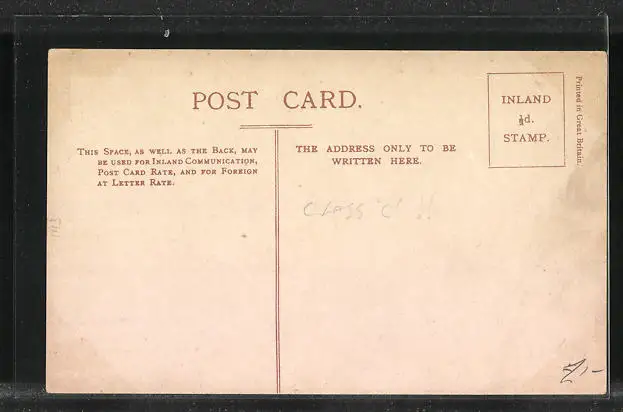 POST CARD.
THIS SPACE, AS WELL AS THE BACK, MAY
BE USED FOR INLAND COMMUNICATION,
POST CARD RATE, AND FOR FOREIGN
AT LETTER RATE.
THE ADDRESS ONLY TO BE
WRITTEN HERE.
INLAND
½d.
STAMP.
Printed in Great Britain.
CLASS 'C' !!